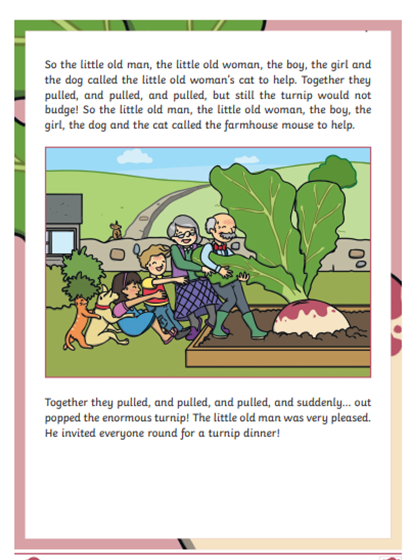 So the little old man, the little old woman, the boy, the girl and
the dog called the little old woman's cat to help. Together they
pulled, and pulled, and pulled, but still the turnip would not
budge! So the little old man, the little old woman, the boy, the
girl, the dog and the cat called the farmhouse mouse to help.
Together they pulled, and pulled, and pulled, and suddenly... out
popped the enormous turnip! The little old man was very pleased.
He invited everyone round for a turnip dinner!